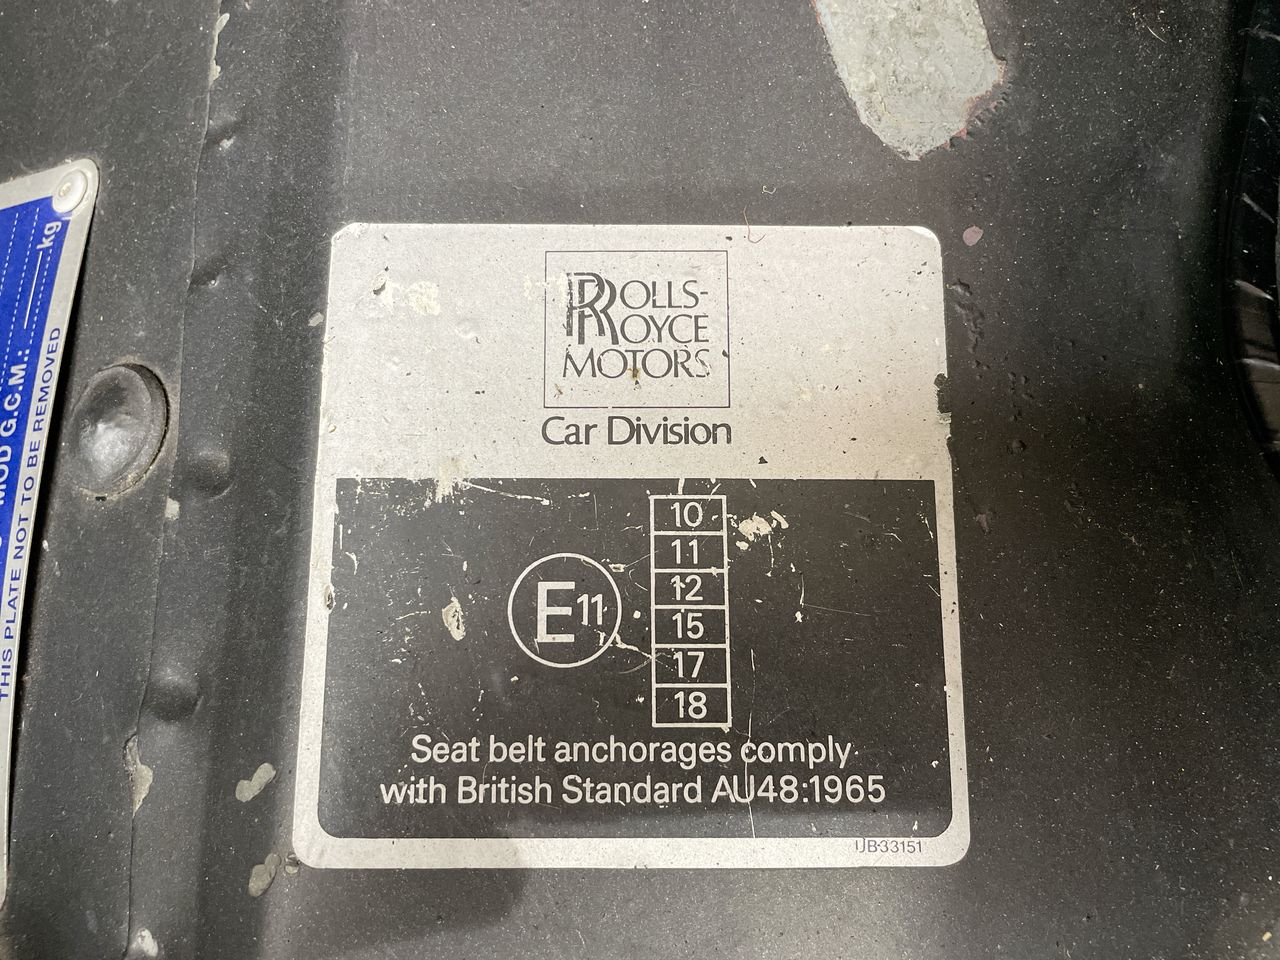 ROLLS-
ROYCE
MOTORS
Car Division
10
11
12
15
17
18
E11
Seat belt anchorages comply
with British Standard AU48:1965
UB33151
kg
G.C.M.:
THIS PLATE NOT TO BE REMOVED